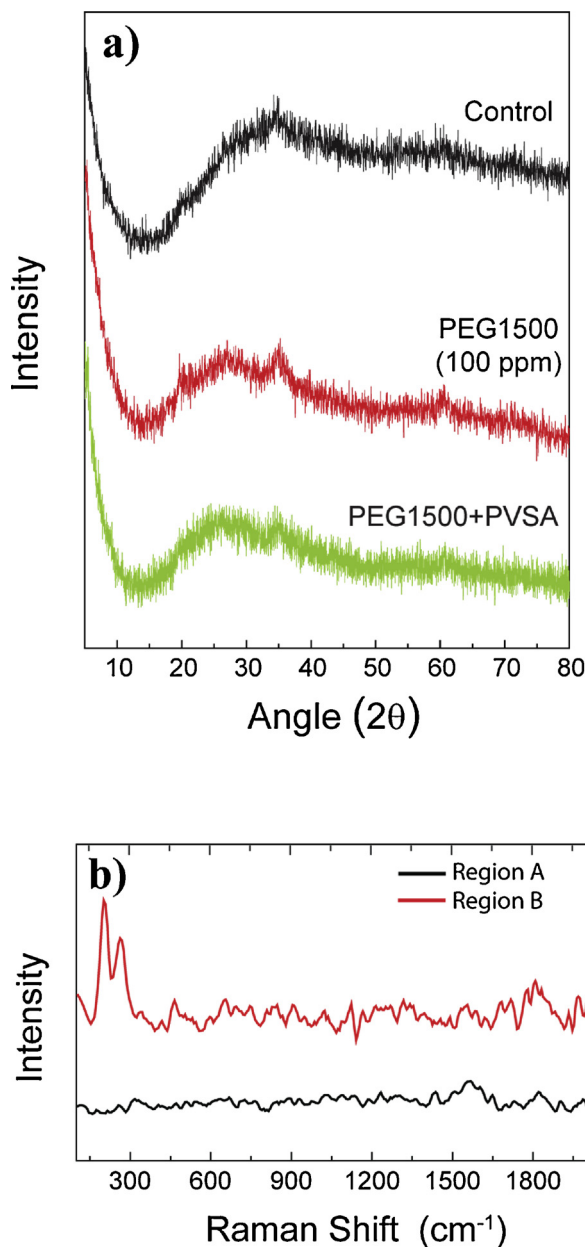 a)
Control
PEG1500
(100 ppm)
PEG1500+PVSA
Intensity
10 20 30 40 50 60 70 80
Angle (2θ)
b)
Region A
Region B
Intensity
300 600 900 1200 1500 1800
Raman Shift (cm⁻¹)